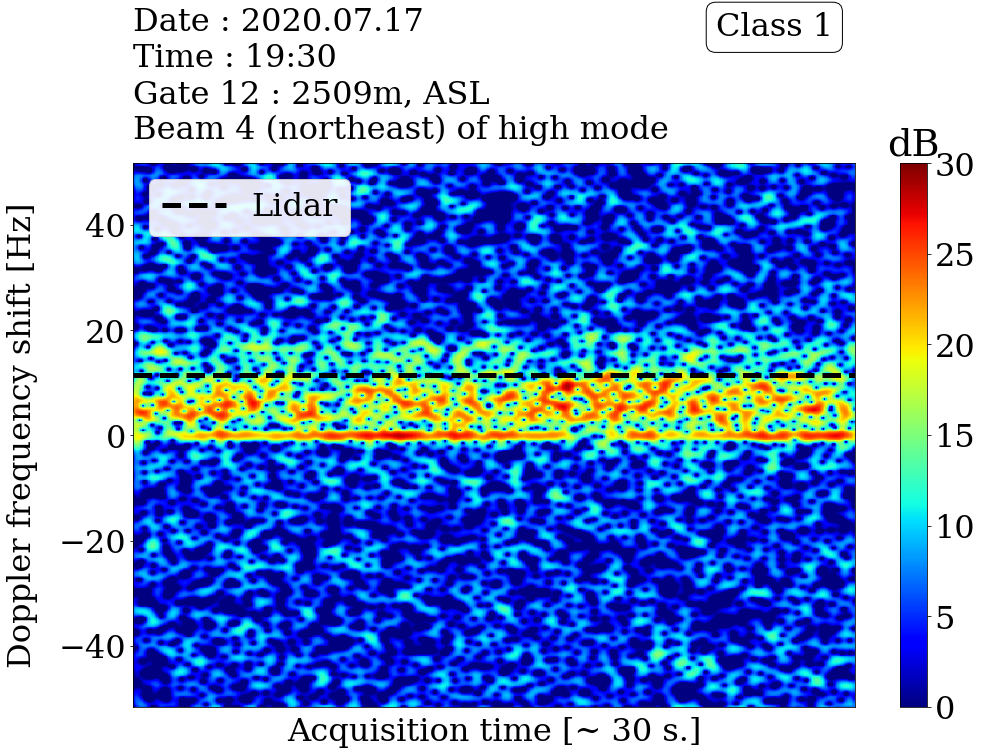 Date : 2020.07.17
Time : 19:30
Gate 12 : 2509m, ASL
Beam 4 (northeast) of high mode
Class 1
dB
Lidar
Doppler frequency shift [Hz]
40
20
0
−20
−40
30
25
20
15
10
5
0
Acquisition time [~ 30 s.]